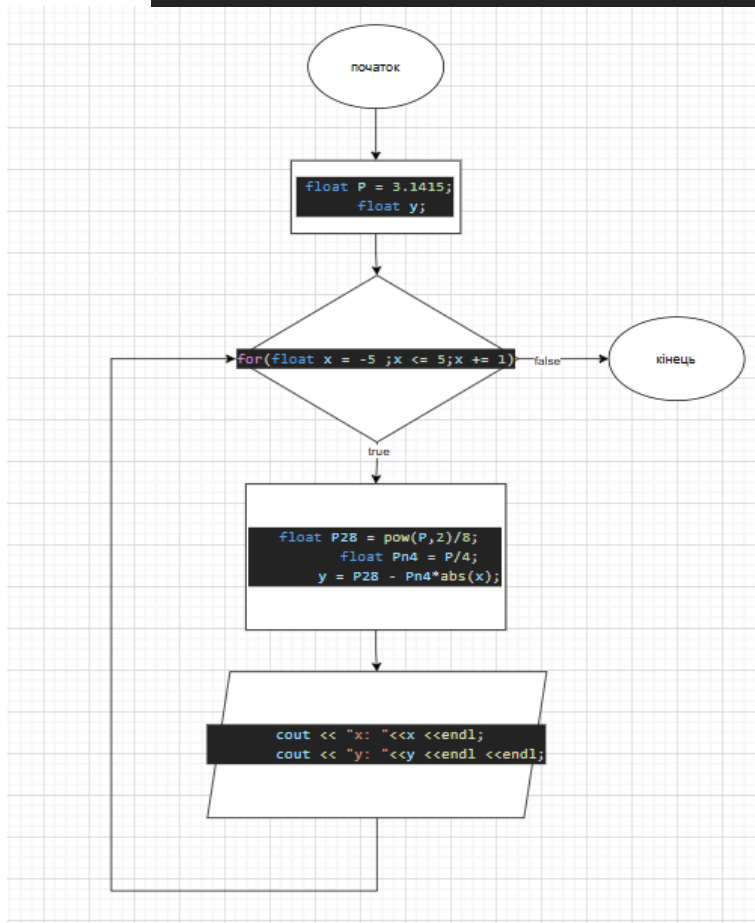 початок
float P = 3.1415;
float y;
for(float x = -5 ;x <= 5;x += 1)
false
кінець
true
float P28 = pow(P,2)/8;
float Pn4 = P/4;
y = P28 - Pn4*abs(x);
cout << "x: "<<x <<endl;
cout << "y: "<<y <<endl <<endl;